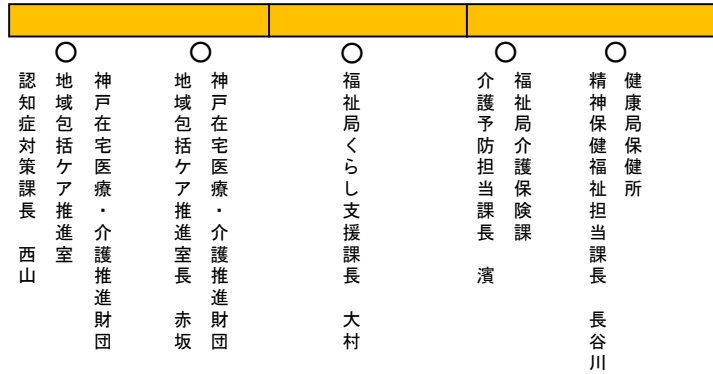 健康局保健所
精神保健福祉担当課長　長谷川
福祉局介護保険課
介護予防担当課長　濱
福祉局くらし支援課長　大村
神戸在宅医療・介護推進財団
地域包括ケア推進室長　赤坂
神戸在宅医療・介護推進財団
地域包括ケア推進室
認知症対策課長　西山